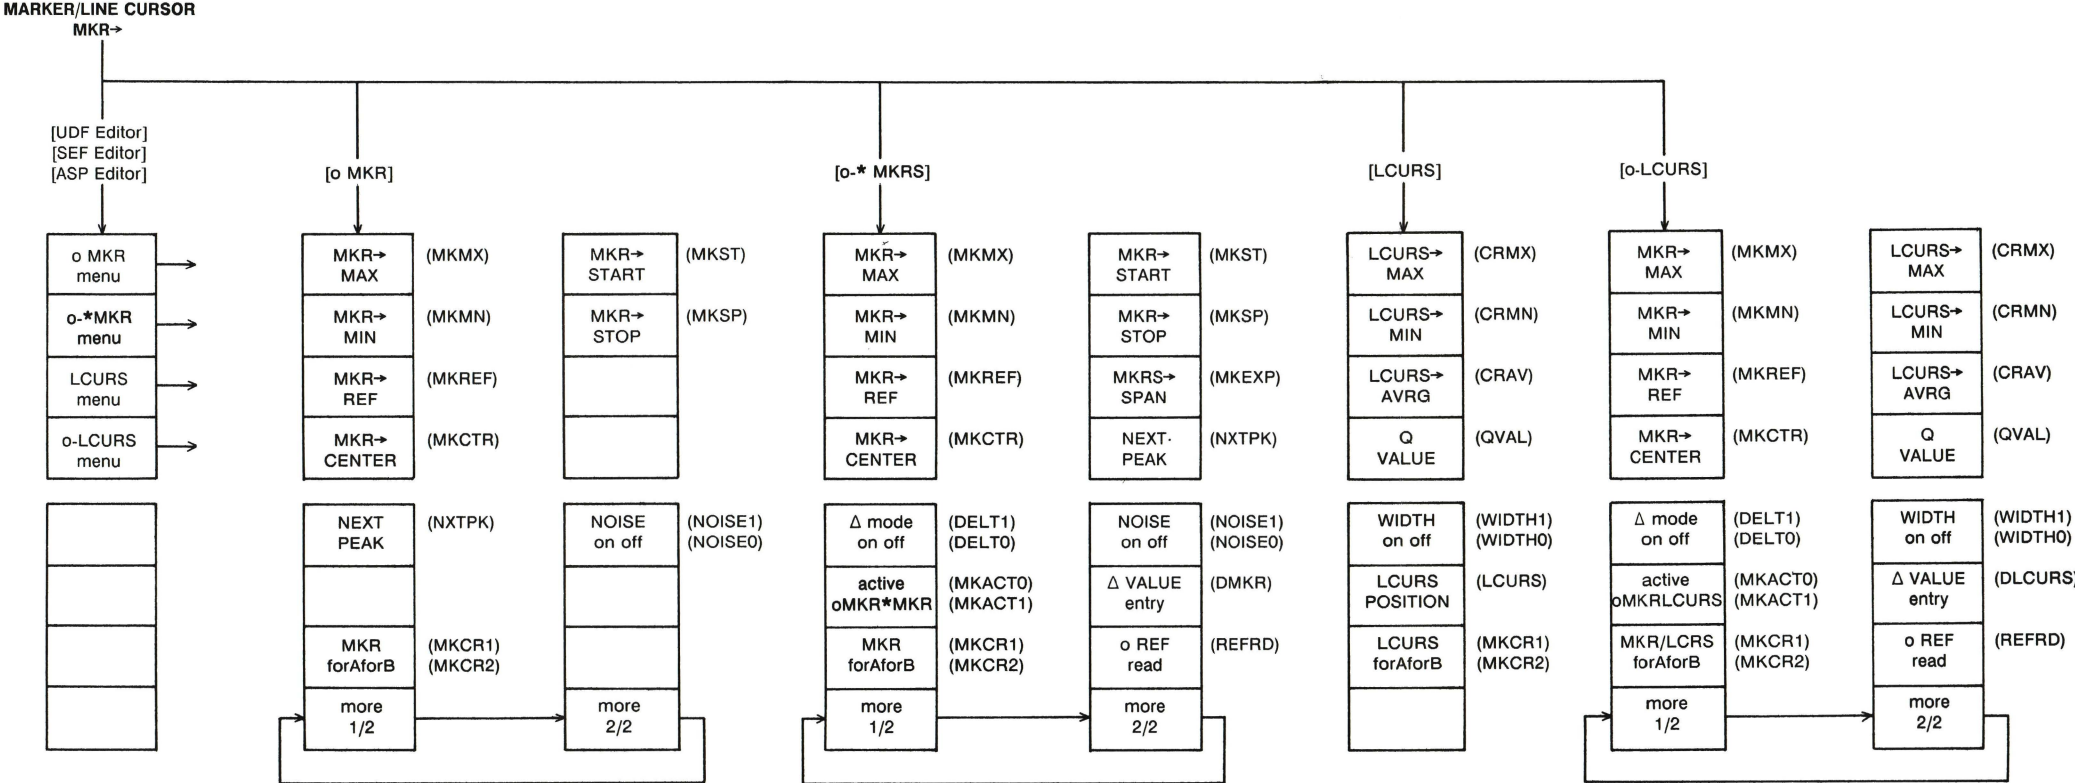 MARKER/LINE CURSOR
MKR→
[UDF Editor]
[SEF Editor]
[ASP Editor]
o MKR
menu
o-*MKR
menu
LCURS
menu
o-LCURS
menu
[o MKR]
MKR→
MAX
(MKMX)
MKR→
MIN
(MKMN)
MKR→
REF
(MKREF)
MKR→
CENTER
(MKCTR)
NEXT
PEAK
(NXTPK)
MKR
forAforB
(MKCR1)
(MKCR2)
more
1/2
MKR→
START
(MKST)
MKR→
STOP
(MKSP)
NOISE
on off
(NOISE1)
(NOISE0)
more
2/2
[o-* MKRS]
MKR→
MAX
(MKMX)
MKR→
MIN
(MKMN)
MKR→
REF
(MKREF)
MKR→
CENTER
(MKCTR)
Δ mode
on off
(DELT1)
(DELT0)
active
oMKR*MKR
(MKACT0)
(MKACT1)
MKR
forAforB
(MKCR1)
(MKCR2)
more
1/2
MKR→
START
(MKST)
MKR→
STOP
(MKSP)
MKRS→
SPAN
(MKEXP)
NEXT
PEAK
(NXTPK)
NOISE
on off
(NOISE1)
(NOISE0)
Δ VALUE
entry
(DMKR)
o REF
read
(REFRD)
more
2/2
[LCURS]
LCURS→
MAX
(CRMX)
LCURS→
MIN
(CRMN)
LCURS→
AVRG
(CRAV)
Q
VALUE
(QVAL)
WIDTH
on off
(WIDTH1)
(WIDTH0)
LCURS
POSITION
(LCURS)
LCURS
forAforB
(MKCR1)
(MKCR2)
[o-LCURS]
MKR→
MAX
(MKMX)
MKR→
MIN
(MKMN)
MKR→
REF
(MKREF)
MKR→
CENTER
(MKCTR)
Δ mode
on off
(DELT1)
(DELT0)
active
oMKRLCURS
(MKACT0)
(MKACT1)
MKR/LCRS
forAforB
(MKCR1)
(MKCR2)
more
1/2
LCURS→
MAX
(CRMX)
LCURS→
MIN
(CRMN)
LCURS→
AVRG
(CRAV)
Q
VALUE
(QVAL)
WIDTH
on off
(WIDTH1)
(WIDTH0)
Δ VALUE
entry
(DLCURS)
o REF
read
(REFRD)
more
2/2